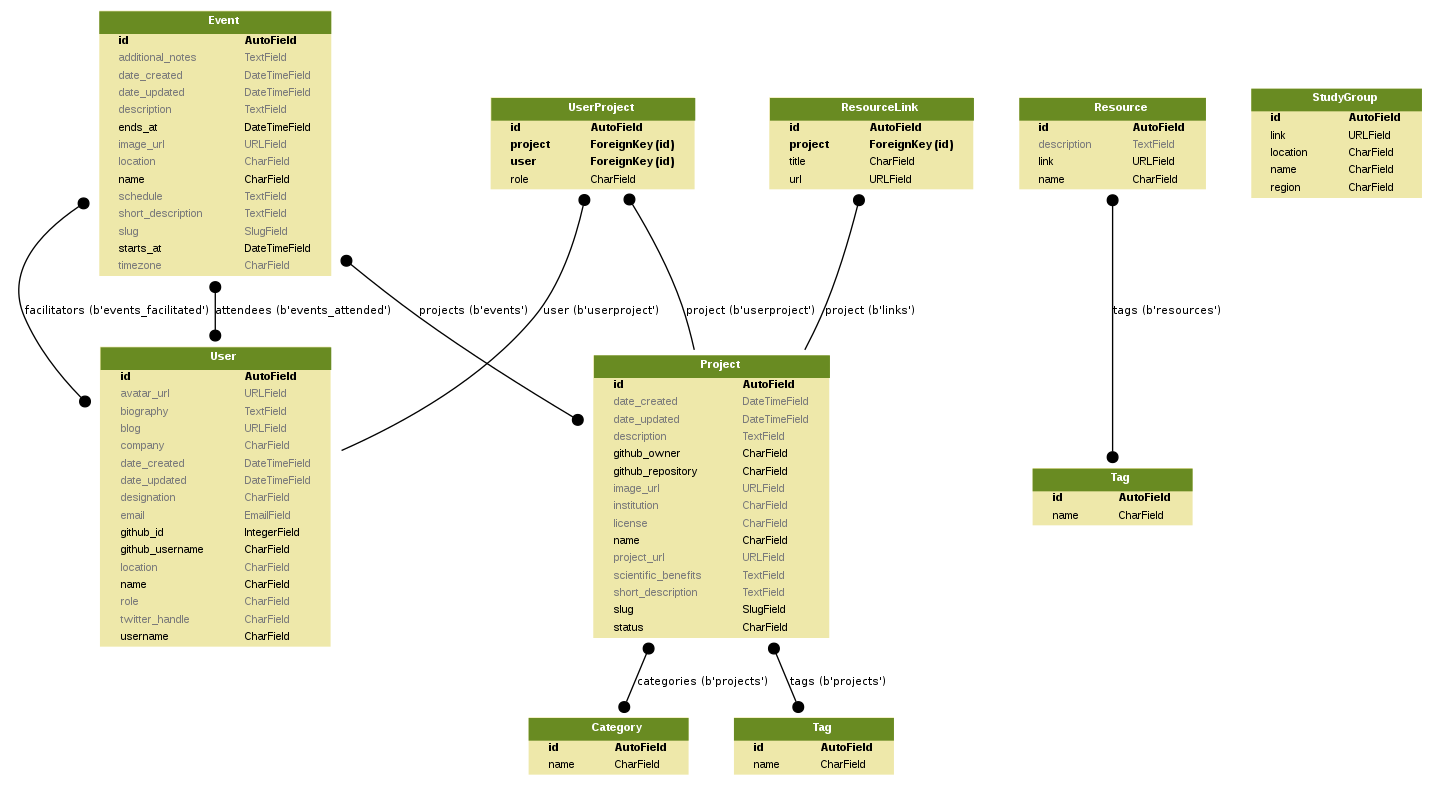 Event
id AutoField
additional_notes TextField
date_created DateTimeField
date_updated DateTimeField
description TextField
ends_at DateTimeField
image_url URLField
location CharField
name CharField
schedule TextField
short_description TextField
slug SlugField
starts_at DateTimeField
timezone CharField
UserProject
id AutoField
project ForeignKey (id)
user ForeignKey (id)
role CharField
ResourceLink
id AutoField
project ForeignKey (id)
title CharField
url URLField
Resource
id AutoField
description TextField
link URLField
name CharField
StudyGroup
id AutoField
link URLField
location CharField
name CharField
region CharField
facilitators (b'events_facilitated')
attendees (b'events_attended')
projects (b'events')
user (b'userproject')
project (b'userproject')
project (b'links')
tags (b'resources')
User
id AutoField
avatar_url URLField
biography TextField
blog URLField
company CharField
date_created DateTimeField
date_updated DateTimeField
designation CharField
email EmailField
github_id IntegerField
github_username CharField
location CharField
name CharField
role CharField
twitter_handle CharField
username CharField
Project
id AutoField
date_created DateTimeField
date_updated DateTimeField
description TextField
github_owner CharField
github_repository CharField
image_url URLField
institution CharField
license CharField
name CharField
project_url URLField
scientific_benefits TextField
short_description TextField
slug SlugField
status CharField
Tag
id AutoField
name CharField
categories (b'projects')
tags (b'projects')
Category
id AutoField
name CharField
Tag
id AutoField
name CharField